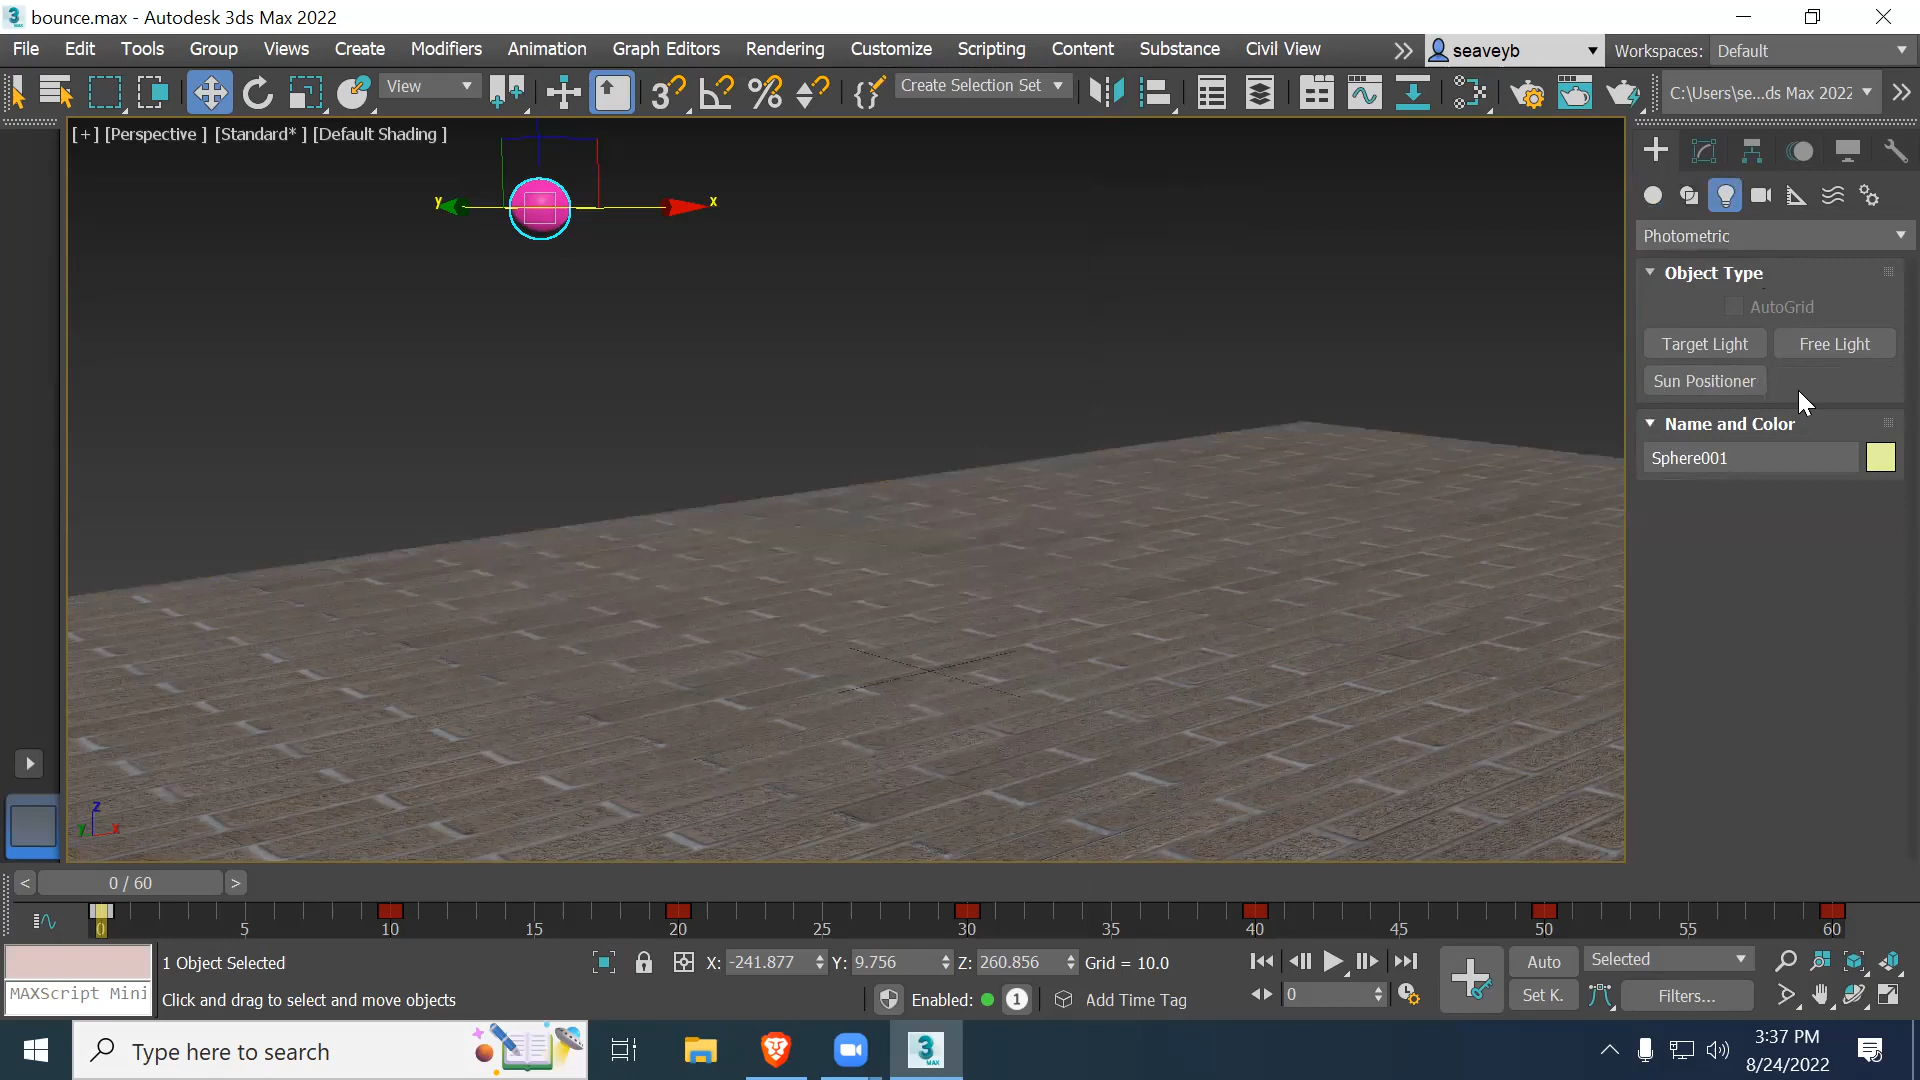 bounce.max - Autodesk 3ds Max 2022
File Edit Tools Group Views Create Modifiers Animation Graph Editors Rendering Customize Scripting Content Substance Civil View seaveyb Workspaces: Default
View Create Selection Set C:\Users\se...ds Max 2022
[+] [Perspective ] [Standard* ] [Default Shading ]
y x
Photometric
Object Type
AutoGrid
Target Light Free Light
Sun Positioner
Name and Color
Sphere001
z
y x
< 0 / 60 >
0 5 10 15 20 25 30 35 40 45 50 55 60
1 Object Selected X: -241.877 Y: 9.756 Z: 260.856 Grid = 10.0 Auto Selected
MAXScript Mini Click and drag to select and move objects Enabled: 1 Add Time Tag 0 Set K. Filters...
Type here to search
3:37 PM
8/24/2022